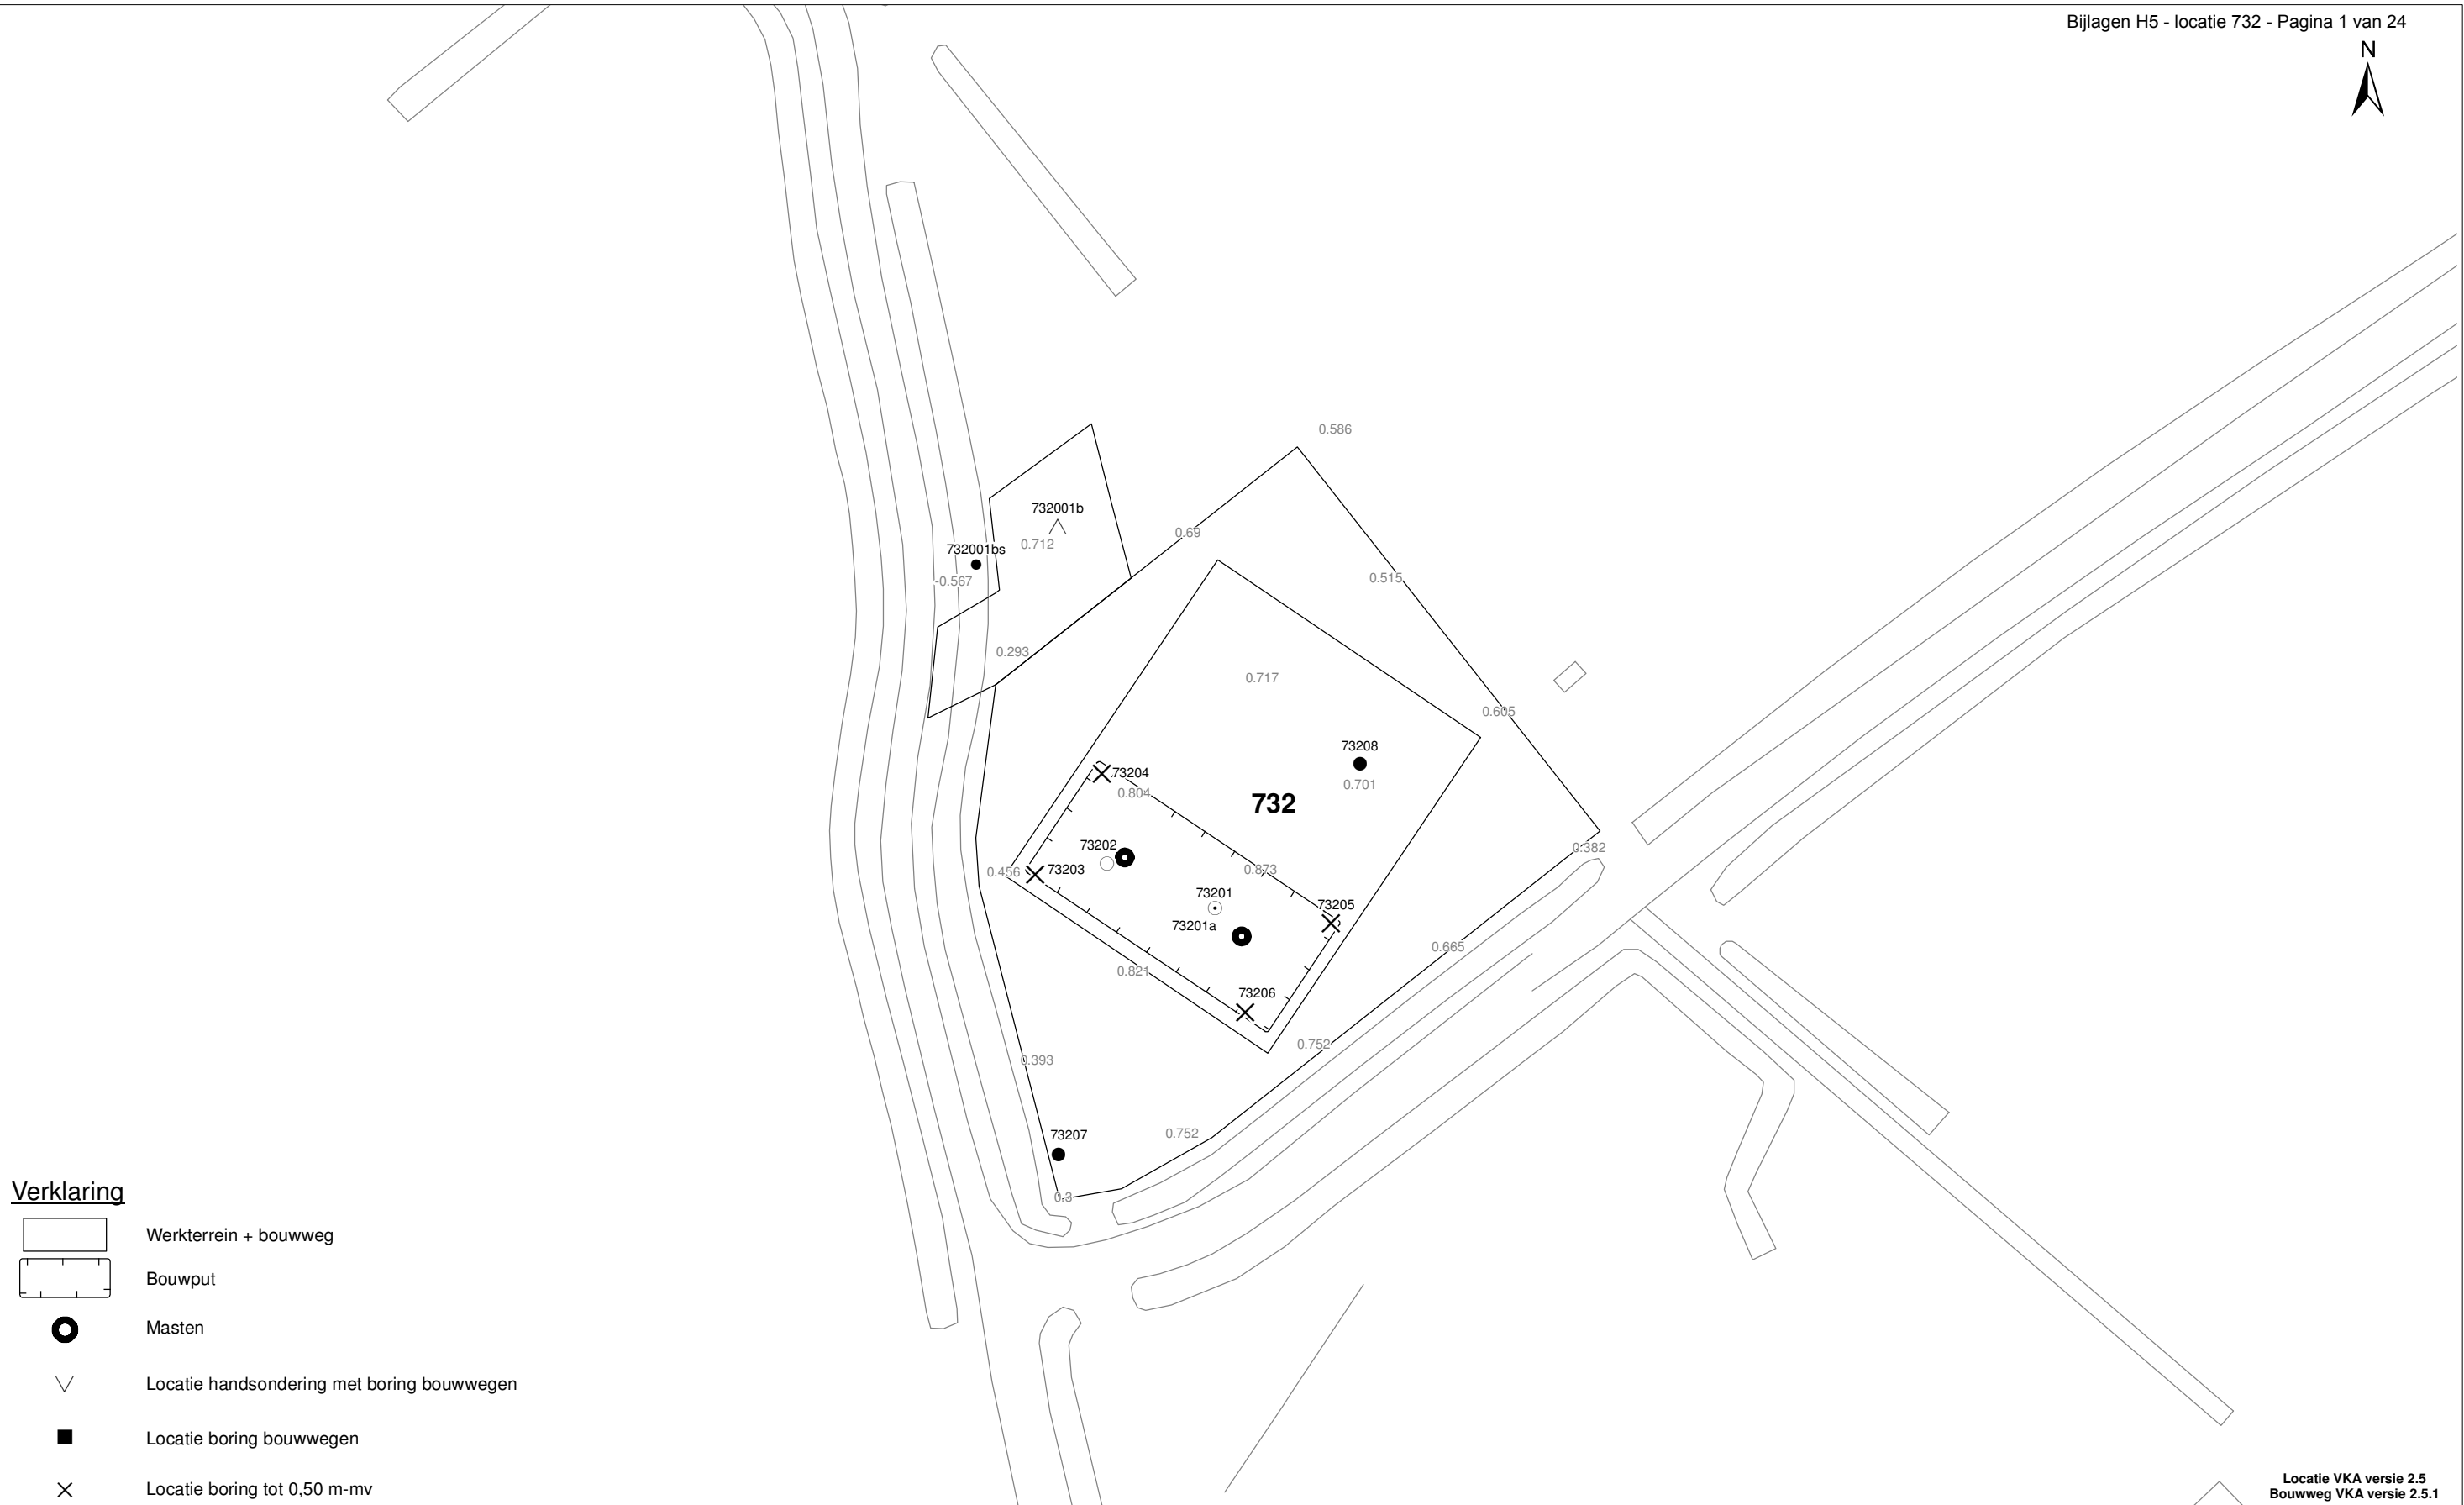 Bijlagen H5 - locatie 732 - Pagina 1 van 24
N
0.586
732001b
0.69
732001bs
0.712
-0.567
0.515
0.293
0.717
0.605
73208
73204
0.701
0.804
732
73202
0.382
73203
0.456
0.873
73201
73205
73201a
0.665
0.821
73206
0.752
0.393
0.752
73207
0.3
Verklaring
Werkterrein + bouwweg
Bouwput
Masten
Locatie handsondering met boring bouwwegen
Locatie boring bouwwegen
Locatie boring tot 0,50 m-mv
Locatie VKA versie 2.5
Bouwweg VKA versie 2.5.1